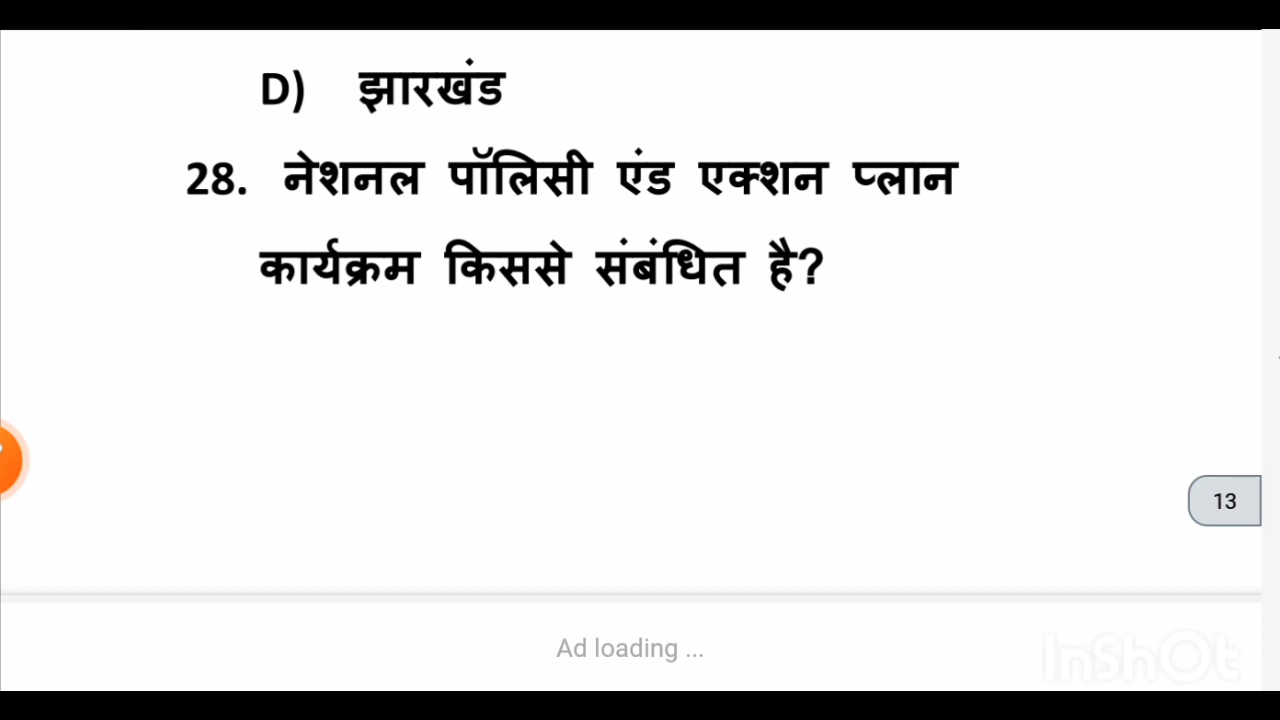 D) झारखंड
28. नेशनल पॉलिसी एंड एक्शन प्लान
कार्यक्रम किससे संबंधित है?
13
Ad loading ...
InShOt